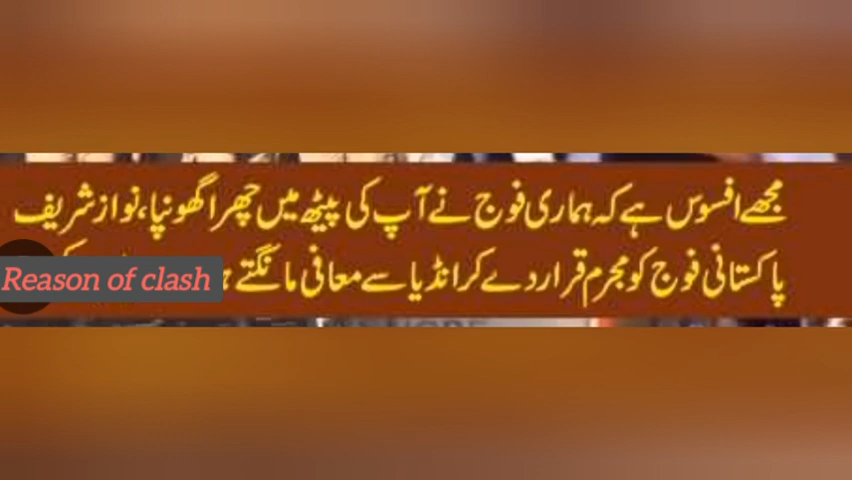 مجھے افسوس ہے کہ ہماری فوج نے آپ کی پیٹھ میں چھرا گھونپا، نواز شریف
پاکستانی فوج کو مجرم قرار دے کر انڈیا سے معافی مانگتے
Reason of clash